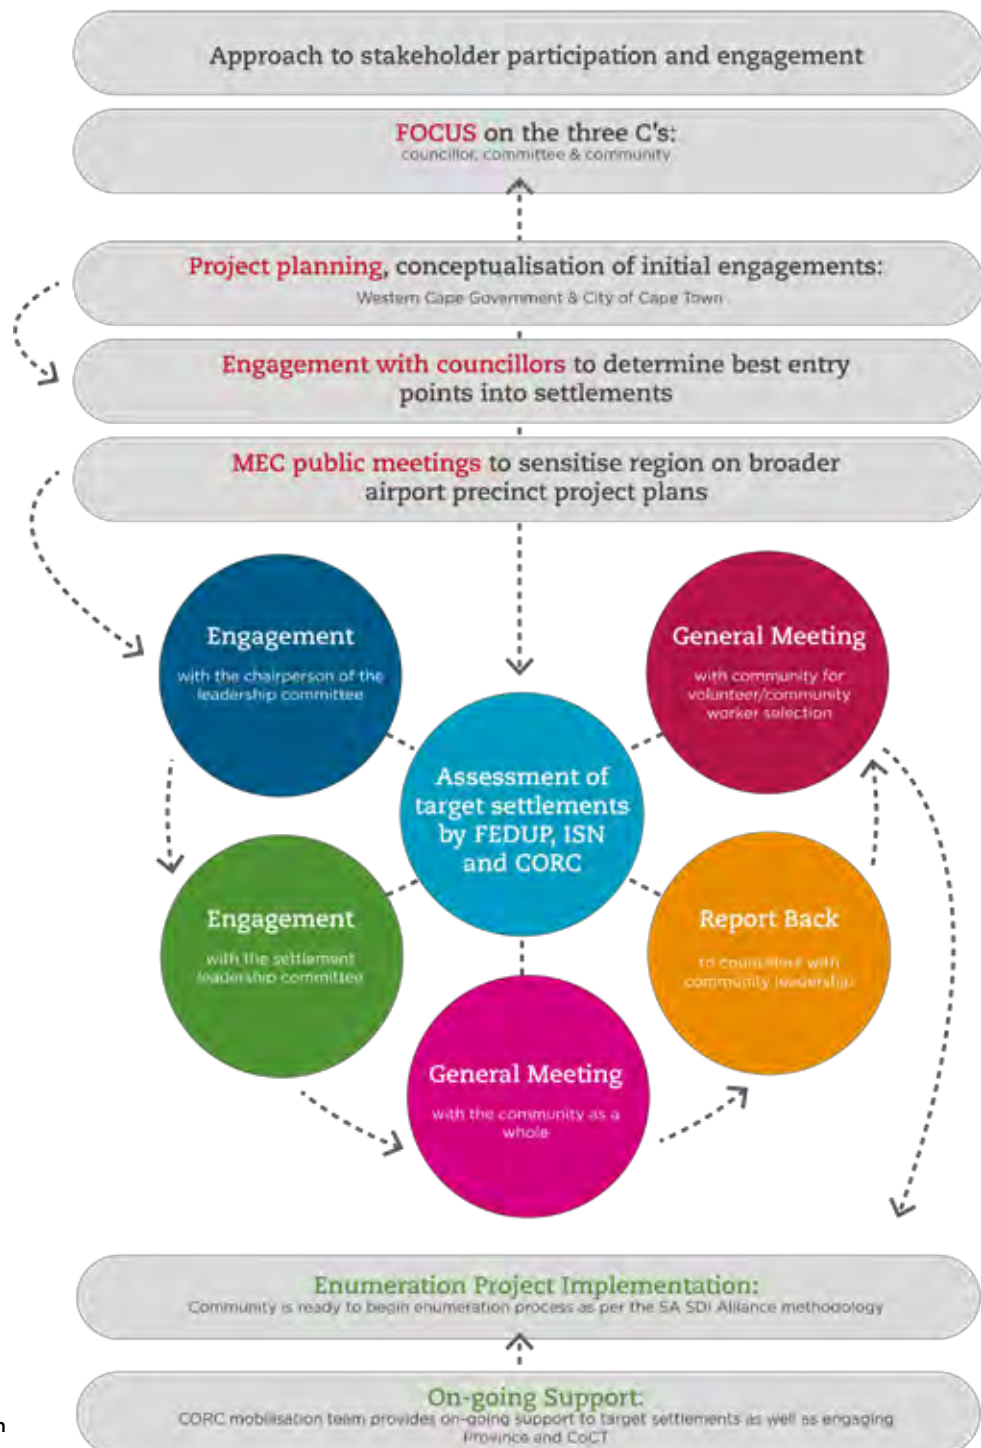 Approach to stakeholder participation and engagement
FOCUS on the three C's:
councillor, committee & community
Project planning, conceptualisation of initial engagements:
Western Cape Government & City of Cape Town
Engagement with councillors to determine best entry
points into settlements
MEC public meetings to sensitise region on broader
airport precinct project plans
Engagement
with the chairperson of the
leadership committee
General Meeting
with community for
volunteer/community
worker selection
Assessment of
target settlements
by FEDUP, ISN
and CORC
Engagement
with the settlement
leadership committee
Report Back
to councillors with
community leadership
General Meeting
with the community as a
whole
Enumeration Project Implementation:
Community is ready to begin enumeration process as per the SA SDI Alliance methodology
On-going Support:
CORC mobilisation team provides on-going support to target settlements as well as engaging
Province and CoCT
n